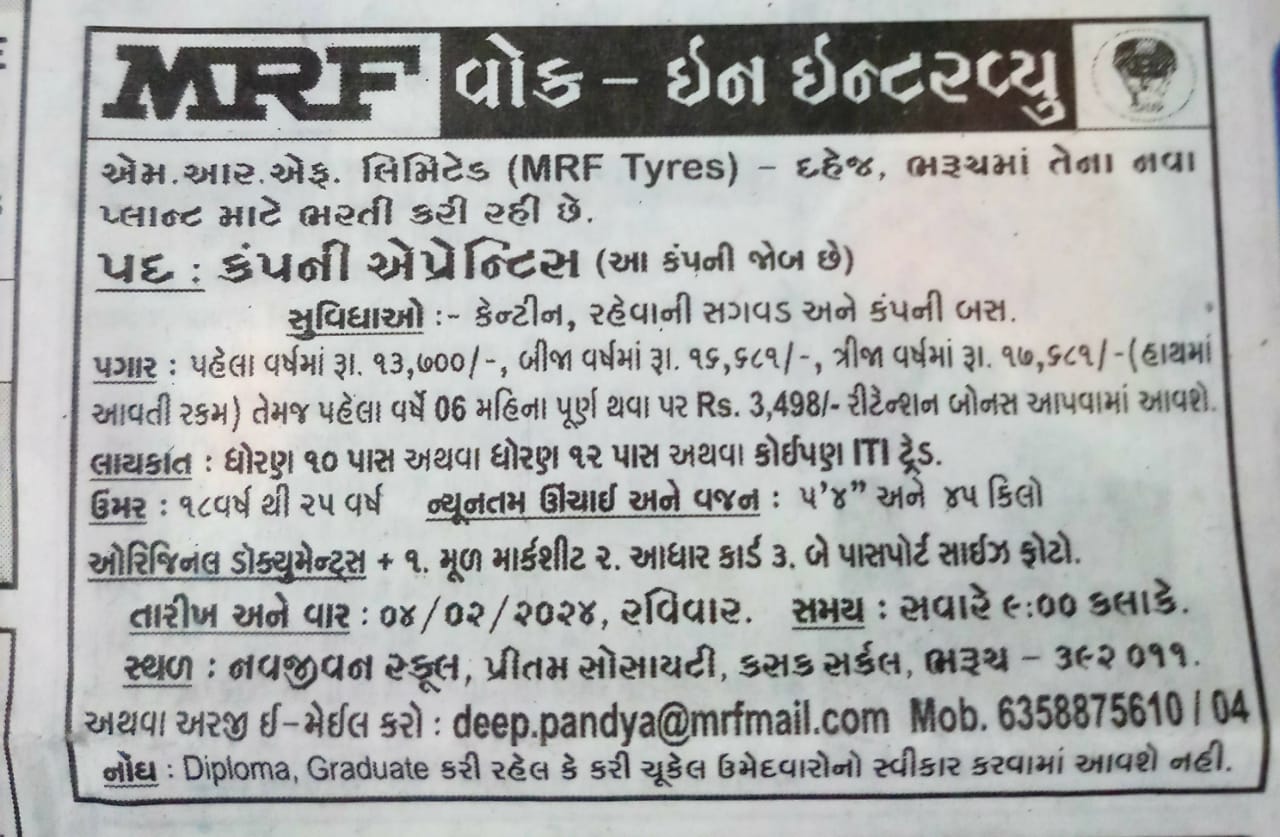 MRF વોક – ઇન ઇન્ટરવ્યુ
એમ.આર.એફ. લિમિટેડ (MRF Tyres) – દહેજ, ભરૂચમાં તેના નવા
પ્લાન્ટ માટે ભરતી કરી રહી છે.
પદ : કંપની એપ્રેન્ટિસ (આ કંપની જોબ છે)
સુવિધાઓ :- કેન્ટીન, રહેવાની સગવડ અને કંપની બસ.
પગાર : પહેલા વર્ષમાં રૂા. ૧૩,૭૦૦/-, બીજા વર્ષમાં રૂા. ૧૬,૬૮૧/-, ત્રીજા વર્ષમાં રૂા. ૧૭,૬૮૧/-(હાથમાં
આવતી રકમ) તેમજ પહેલા વર્ષે 06 મહિના પૂર્ણ થવા પર Rs. 3,498/- રીટેન્શન બોનસ આપવામાં આવશે.
લાયકાત : ધોરણ ૧૦ પાસ અથવા ધોરણ ૧૨ પાસ અથવા કોઈપણ ITI ટ્રેડ.
ઉંમર : ૧૮વર્ષ થી ૨૫ વર્ષ ન્યૂનતમ ઊંચાઈ અને વજન : ૫'૪" અને ૪૫ કિલો
ઓરિજિનલ ડૉક્યુમેન્ટ્સ + ૧. મૂળ માર્કશીટ ૨. આધાર કાર્ડ ૩. બે પાસપોર્ટ સાઈઝ ફોટો.
તારીખ અને વાર : ૦૪/૦૨/૨૦૨૪, રવિવાર. સમય : સવારે ૯:૦૦ કલાકે.
સ્થળ : નવજીવન સ્કૂલ, પ્રીતમ સોસાયટી, કસક સર્કલ, ભરૂચ – ૩૯૨ ૦૧૧.
અથવા અરજી ઈ-મેઈલ કરો : deep.pandya@mrfmail.com Mob. 6358875610 / 04
નોંધ : Diploma, Graduate કરી રહેલ કે કરી ચૂકેલ ઉમેદવારોનો સ્વીકાર કરવામાં આવશે નહી.